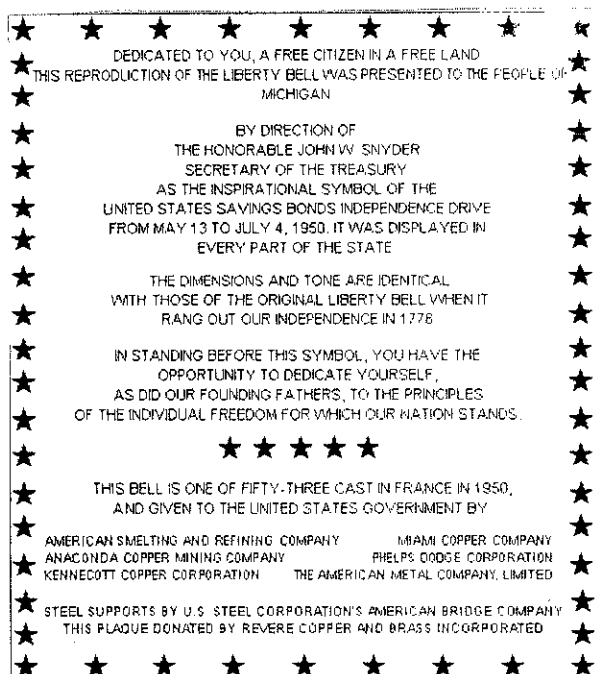 DEDICATED TO YOU, A FREE CITIZEN IN A FREE LAND
THIS REPRODUCTION OF THE LIBERTY BELL WAS PRESENTED TO THE PEOPLE OF
MICHIGAN
BY DIRECTION OF
THE HONORABLE JOHN W. SNYDER
SECRETARY OF THE TREASURY
AS THE INSPIRATIONAL SYMBOL OF THE
UNITED STATES SAVINGS BONDS INDEPENDENCE DRIVE
FROM MAY 13 TO JULY 4, 1950. IT WAS DISPLAYED IN
EVERY PART OF THE STATE
THE DIMENSIONS AND TONE ARE IDENTICAL
WITH THOSE OF THE ORIGINAL LIBERTY BELL WHEN IT
RANG OUT OUR INDEPENDENCE IN 1776
IN STANDING BEFORE THIS SYMBOL, YOU HAVE THE
OPPORTUNITY TO DEDICATE YOURSELF,
AS DID OUR FOUNDING FATHERS, TO THE PRINCIPLES
OF THE INDIVIDUAL FREEDOM FOR WHICH OUR NATION STANDS.
THIS BELL IS ONE OF FIFTY-THREE CAST IN FRANCE IN 1950,
AND GIVEN TO THE UNITED STATES GOVERNMENT BY
AMERICAN SMELTING AND REFINING COMPANY MIAMI COPPER COMPANY
ANACONDA COPPER MINING COMPANY PHELPS DODGE CORPORATION
KENNECOTT COPPER CORPORATION THE AMERICAN METAL COMPANY, LIMITED
STEEL SUPPORTS BY U.S. STEEL CORPORATION'S AMERICAN BRIDGE COMPANY
THIS PLAQUE DONATED BY REVERE COPPER AND BRASS INCORPORATED